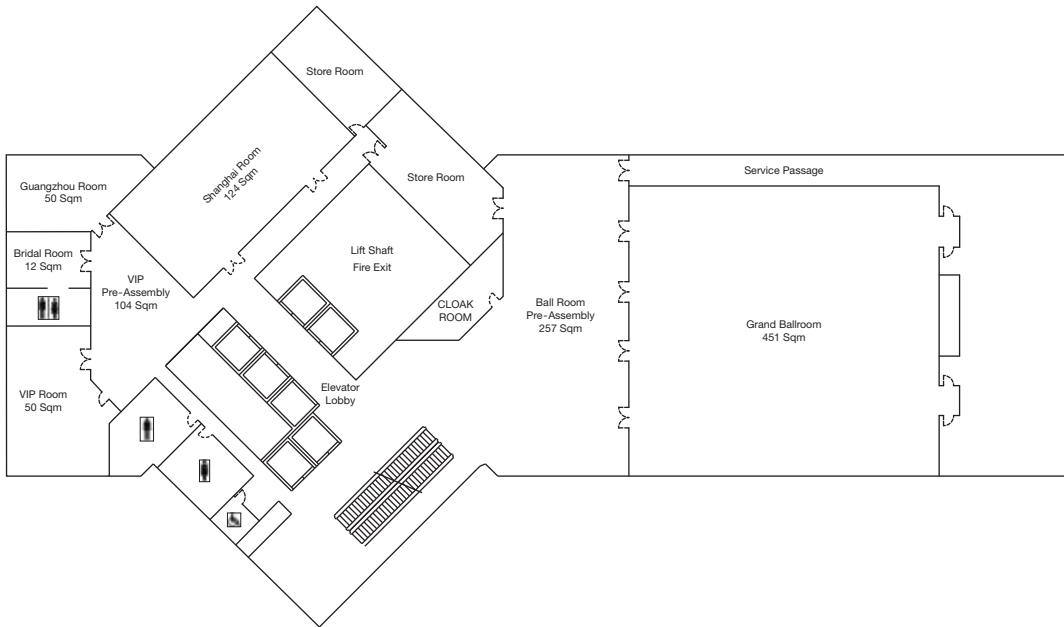 Store Room
Shanghai Room
124 Sqm
Guangzhou Room
50 Sqm
Store Room
Service Passage
Bridal Room
12 Sqm
VIP
Pre-Assembly
104 Sqm
Lift Shaft
Fire Exit
CLOAK
ROOM
Ball Room
Pre-Assembly
257 Sqm
Grand Ballroom
451 Sqm
VIP Room
50 Sqm
Elevator
Lobby